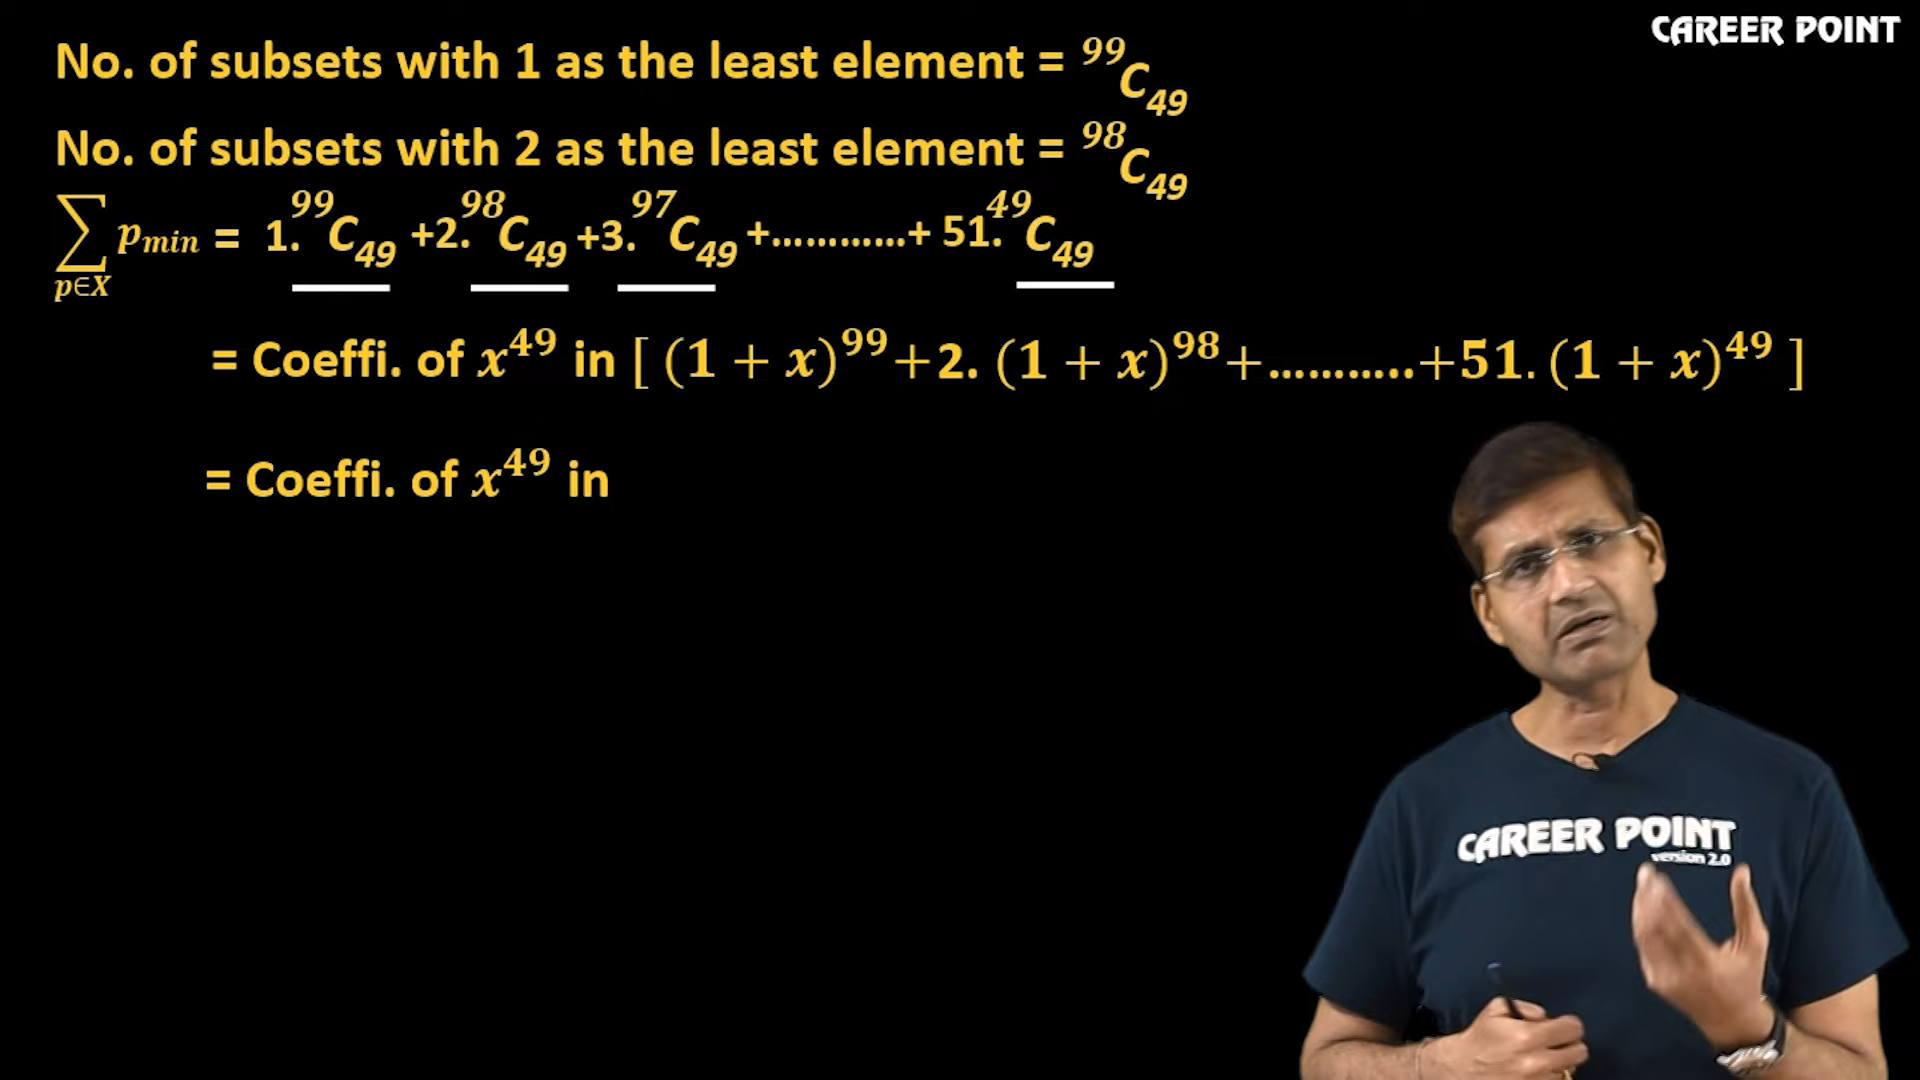 CAREER POINT
No. of subsets with 1 as the least element = ⁹⁹C₄₉
No. of subsets with 2 as the least element = ⁹⁸C₄₉
∑ p∈X pₘᵢₙ = 1.⁹⁹C₄₉ +2.⁹⁸C₄₉ +3.⁹⁷C₄₉ +.............+ 51.⁴⁹C₄₉
= Coeffi. of x⁴⁹ in [ (1 + x)⁹⁹+2. (1 + x)⁹⁸+...........+51. (1 + x)⁴⁹ ]
= Coeffi. of x⁴⁹ in
CAREER POINT
version 2.0